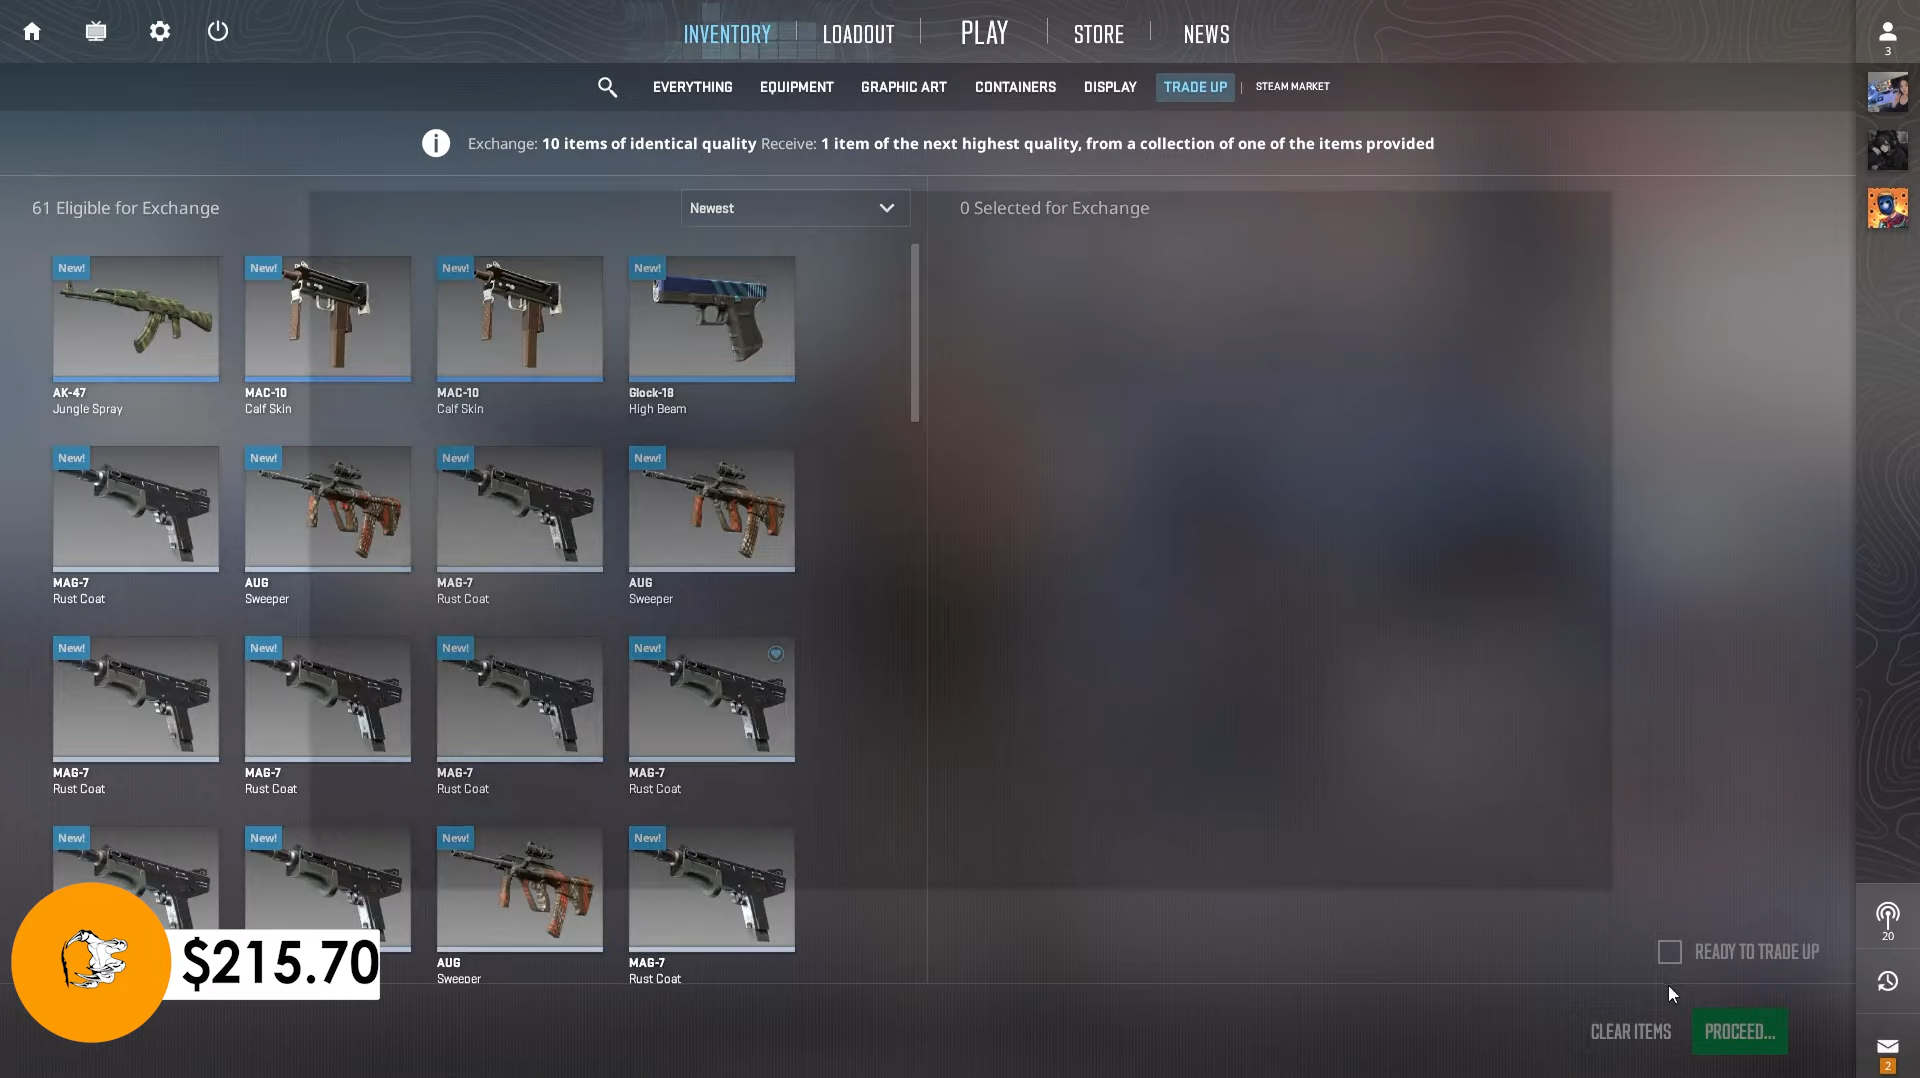 INVENTORY
LOADOUT
PLAY
STORE
NEWS
3
EVERYTHING
EQUIPMENT
GRAPHIC ART
CONTAINERS
DISPLAY
TRADE UP
STEAM MARKET
Exchange: 10 items of identical quality Receive: 1 item of the next highest quality, from a collection of one of the items provided
61 Eligible for Exchange
Newest
0 Selected for Exchange
New!
New!
New!
New!
AK-47
Jungle Spray
MAC-10
Calf Skin
MAC-10
Calf Skin
Glock-18
High Beam
New!
New!
New!
New!
MAG-7
Rust Coat
AUG
Sweeper
MAG-7
Rust Coat
AUG
Sweeper
New!
New!
New!
New!
MAG-7
Rust Coat
MAG-7
Rust Coat
MAG-7
Rust Coat
MAG-7
Rust Coat
New!
New!
New!
New!
AUG
Sweeper
MAG-7
Rust Coat
$215.70
20
READY TO TRADE UP
CLEAR ITEMS
PROCEED...
2